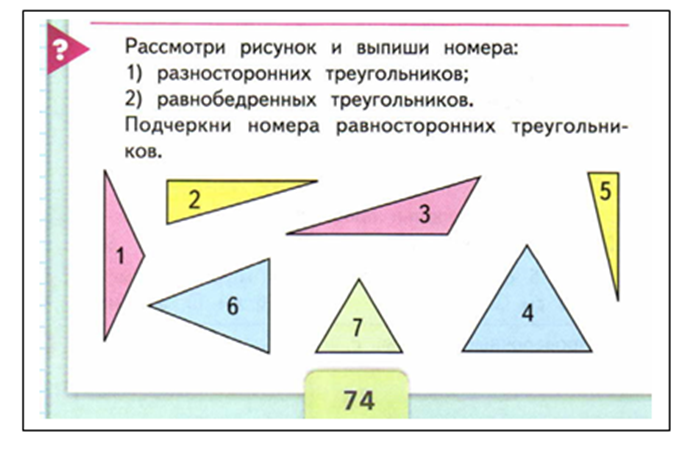 ?
Рассмотри рисунок и выпиши номера:
1) разносторонних треугольников;
2) равнобедренных треугольников.
Подчеркни номера равносторонних треугольни-
ков.
1
2
3
5
6
7
4
74